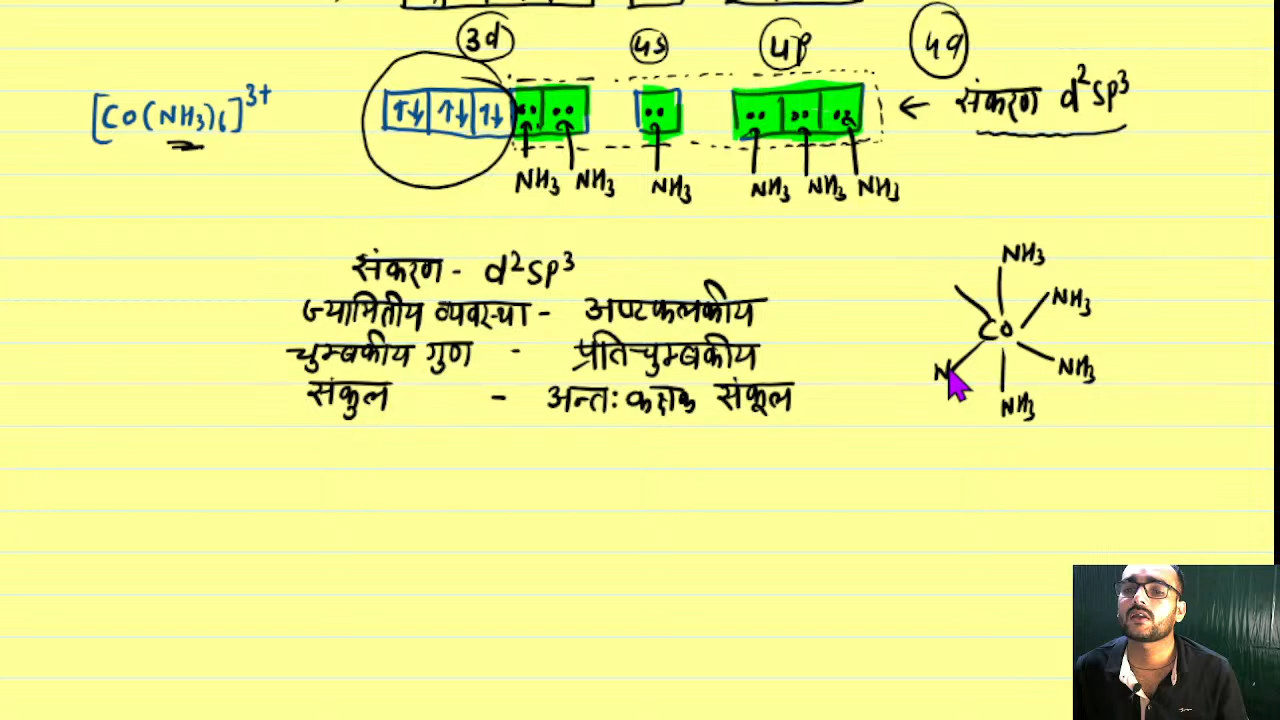 3d 4s 4p 4d
[Co(NH3)6]3+ ↑↓ ↑↓ ↑↓ ← संकरण d2sp3
NH3 NH3 NH3 NH3 NH3 NH3
संकरण - d2sp3
ज्यामितीय व्यवस्था - अष्टफलकीय
चुम्बकीय गुण - प्रतिचुम्बकीय
संकुल - अन्तः कक्षक संकूल
NH3
NH3
CO
N NH3
NH3